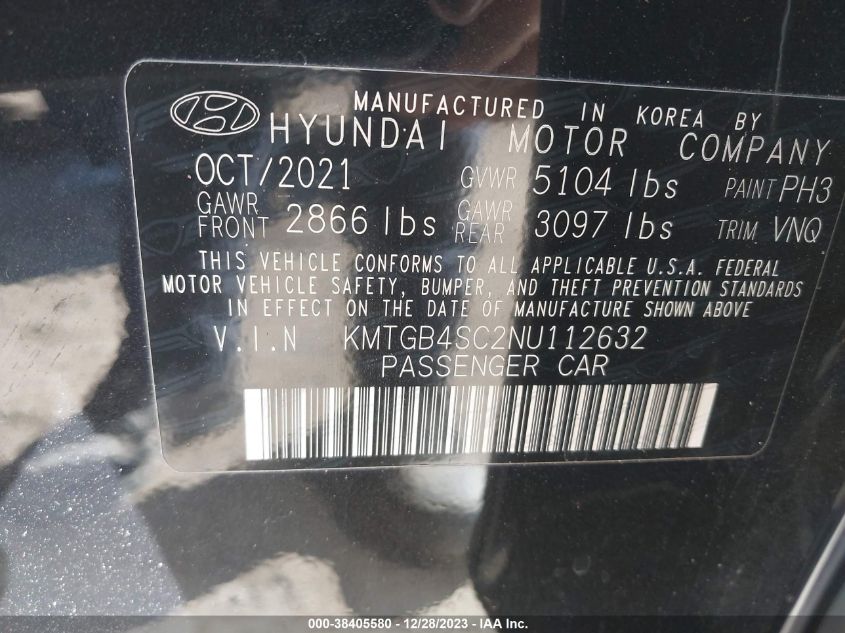 MANUFACTURED IN KOREA BY
HYUNDAI MOTOR COMPANY
OCT/2021 GVWR 5104 lbs PAINT PH3
GAWR FRONT 2866 lbs GAWR REAR 3097 lbs TRIM VNQ
THIS VEHICLE CONFORMS TO ALL APPLICABLE U.S.A. FEDERAL
MOTOR VEHICLE SAFETY, BUMPER, AND THEFT PREVENTION STANDARDS
IN EFFECT ON THE DATE OF MANUFACTURE SHOWN ABOVE
V.I.N KMTGB4SC2NU112632
PASSENGER CAR
000-38405580 - 12/28/2023 - IAA Inc.